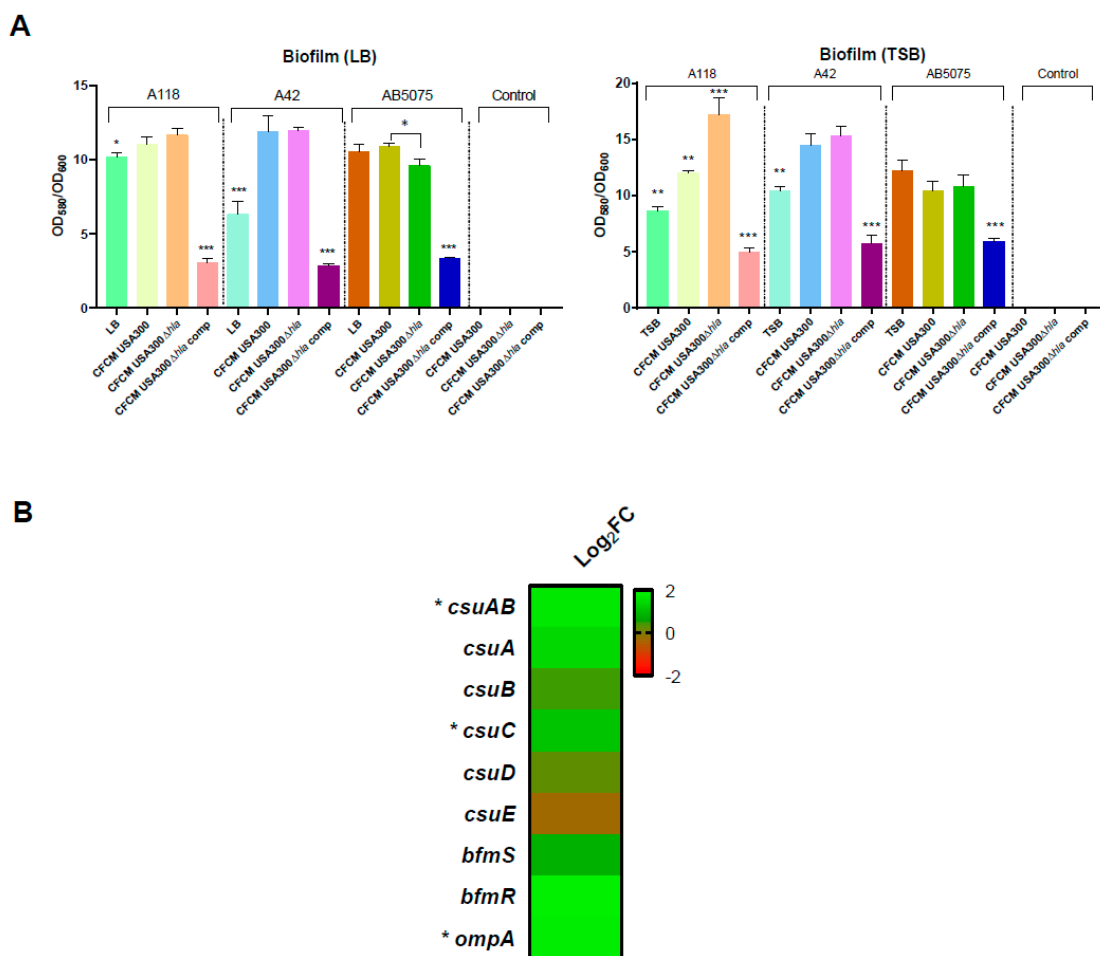 A
Biofilm (LB)
A118
A42
AB5075
Control
OD580/OD600
15
10
5
0
*
***
***
*
***
***
LB
CFCM USA300
CFCM USA300Δhla
CFCM USA300Δhla comp
LB
CFCM USA300
CFCM USA300Δhla
CFCM USA300Δhla comp
LB
CFCM USA300
CFCM USA300Δhla
CFCM USA300Δhla comp
CFCM USA300
CFCM USA300Δhla
CFCM USA300Δhla comp
Biofilm (TSB)
A118
A42
AB5075
Control
OD580/OD600
20
15
10
5
0
**
**
***
***
**
***
***
TSB
CFCM USA300
CFCM USA300Δhla
CFCM USA300Δhla comp
TSB
CFCM USA300
CFCM USA300Δhla
CFCM USA300Δhla comp
TSB
CFCM USA300
CFCM USA300Δhla
CFCM USA300Δhla comp
CFCM USA300
CFCM USA300Δhla
CFCM USA300Δhla comp
B
Log2FC
* csuAB
csuA
csuB
* csuC
csuD
csuE
bfmS
bfmR
* ompA
2
0
-2